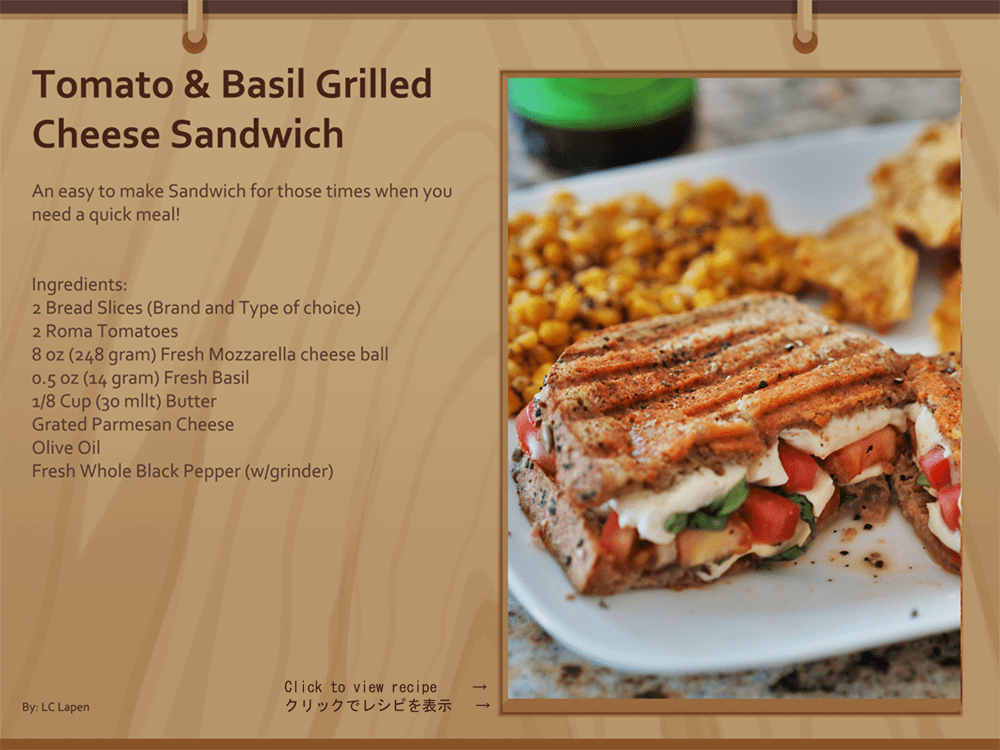 Tomato & Basil Grilled
Cheese Sandwich
An easy to make Sandwich for those times when you
need a quick meal!
Ingredients:
2 Bread Slices (Brand and Type of choice)
2 Roma Tomatoes
8 oz (248 gram) Fresh Mozzarella cheese ball
0.5 oz (14 gram) Fresh Basil
1/8 Cup (30 mllt) Butter
Grated Parmesan Cheese
Olive Oil
Fresh Whole Black Pepper (w/grinder)
Click to view recipe →
クリックでレシピを表示 →
By: LC Lapen